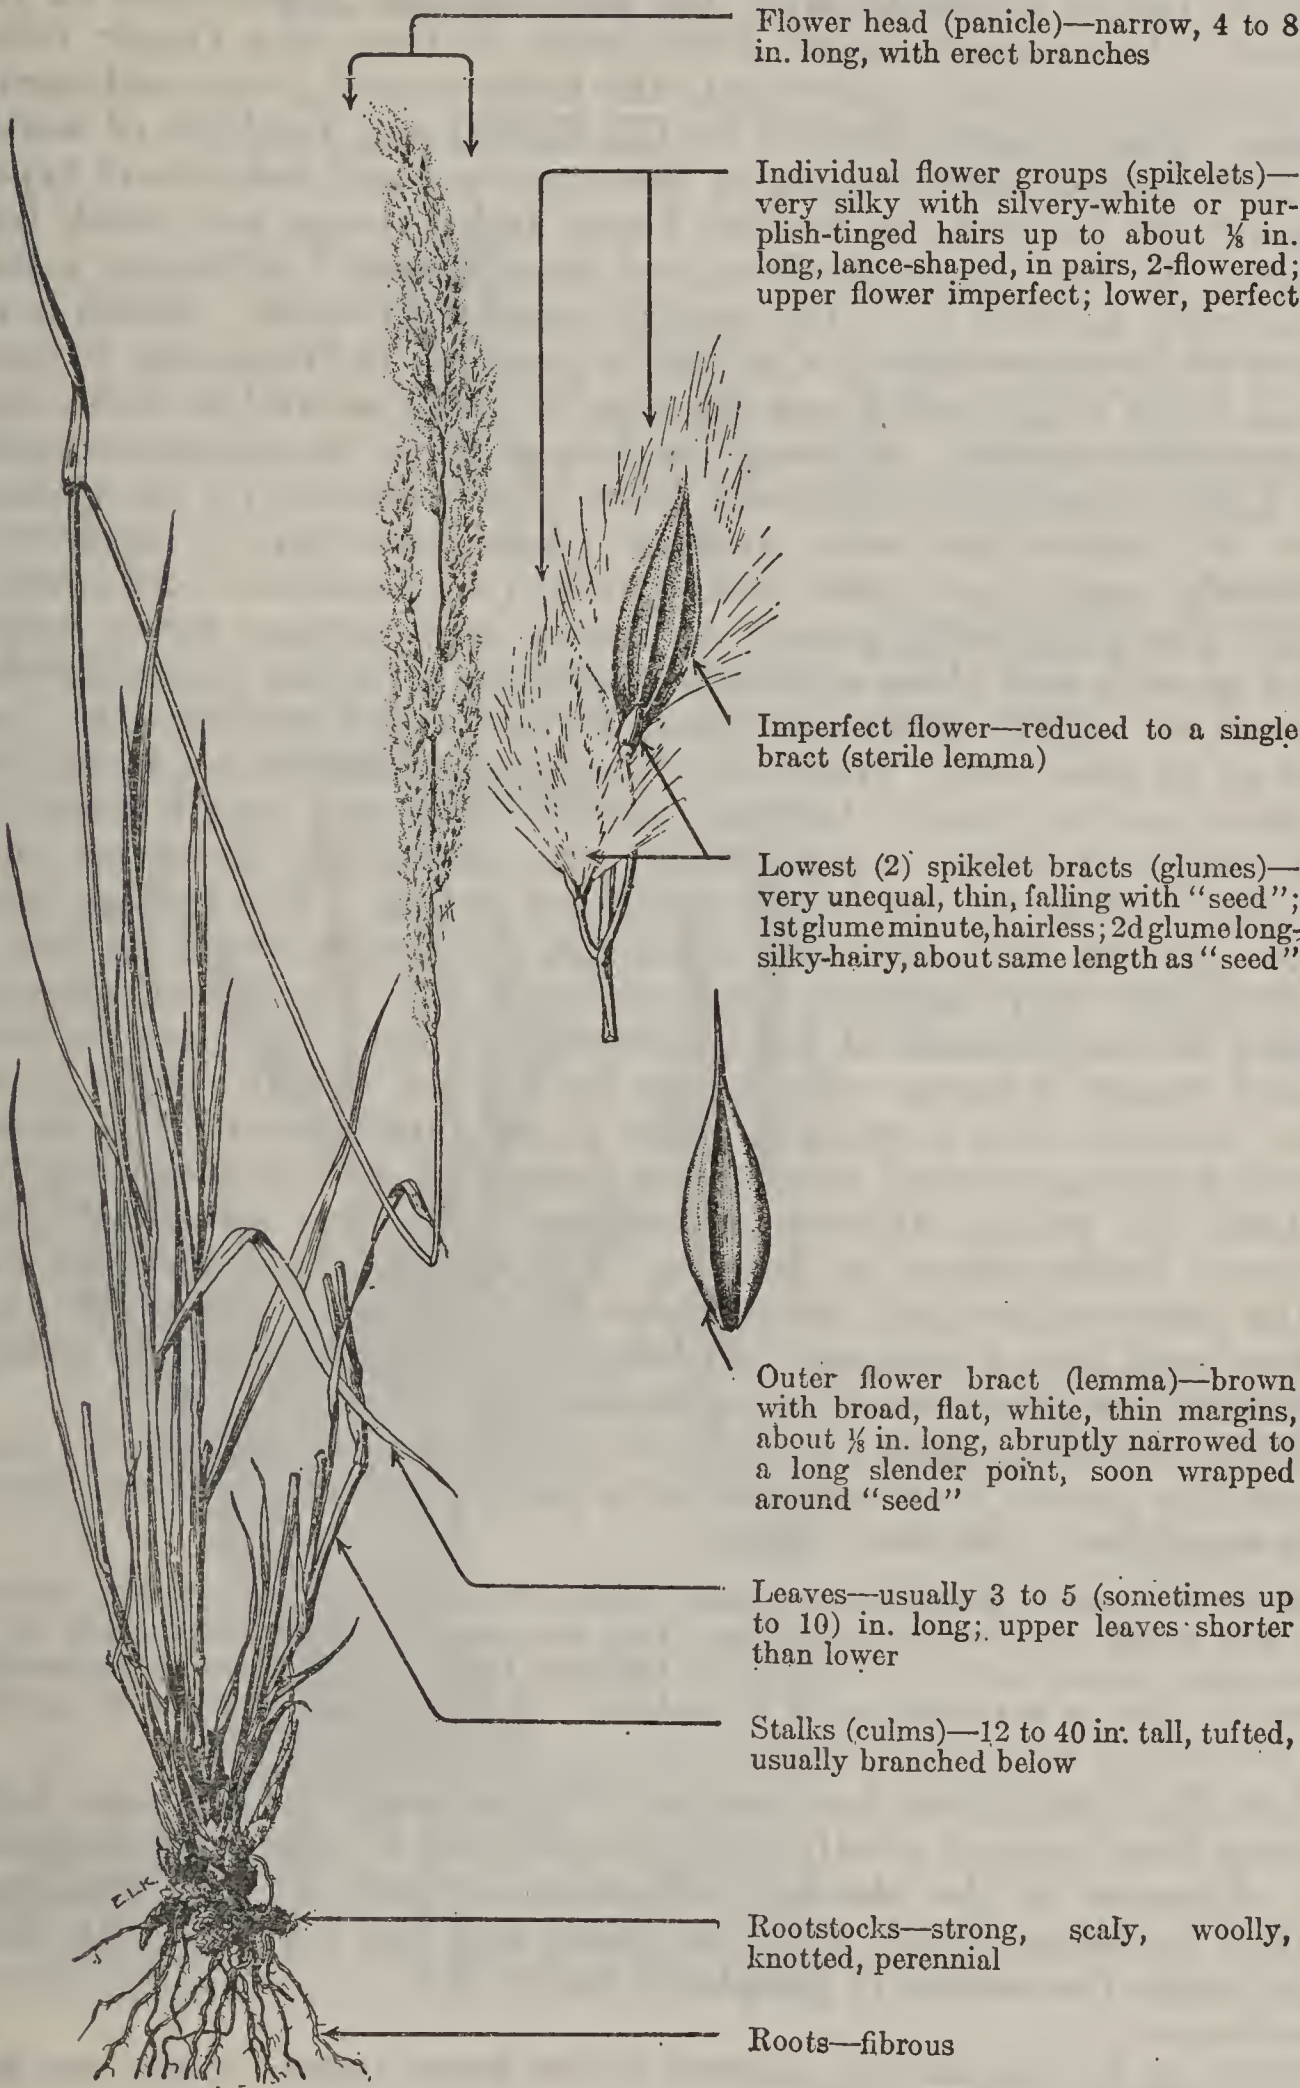 Flower head (panicle)—narrow, 4 to 8
in. long, with erect branches
Individual flower groups (spikelets)—
very silky with silvery-white or pur-
plish-tinged hairs up to about ⅛ in.
long, lance-shaped, in pairs, 2-flowered;
upper flower imperfect; lower, perfect
Imperfect flower—reduced to a single
bract (sterile lemma)
Lowest (2) spikelet bracts (glumes)—
very unequal, thin, falling with “seed”;
1st glume minute, hairless; 2d glume long-
silky-hairy, about same length as “seed”
Outer flower bract (lemma)—brown
with broad, flat, white, thin margins,
about ⅛ in. long, abruptly narrowed to
a long slender point, soon wrapped
around “seed”
Leaves—usually 3 to 5 (sometimes up
to 10) in. long; upper leaves shorter
than lower
Stalks (culms)—12 to 40 in. tall, tufted,
usually branched below
E.L.K.
Rootstocks—strong, scaly, woolly,
knotted, perennial
Roots—fibrous